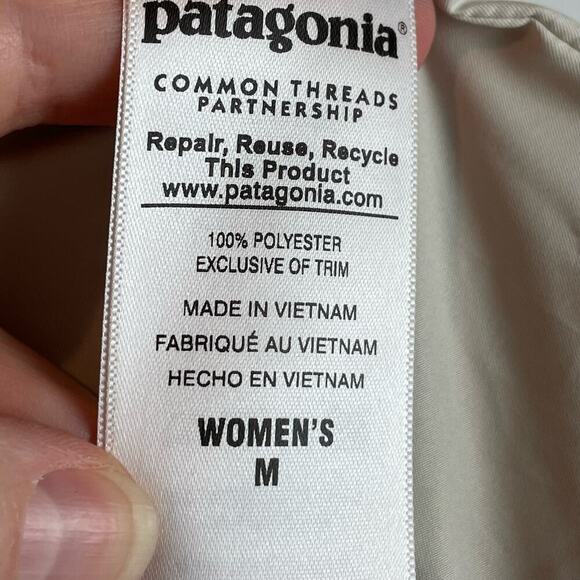 patagonia®
COMMON THREADS
PARTNERSHIP
Repair, Reuse, Recycle
This Product
www.patagonia.com
100% POLYESTER
EXCLUSIVE OF TRIM
MADE IN VIETNAM
FABRIQUÉ AU VIETNAM
HECHO EN VIETNAM
WOMEN'S
M